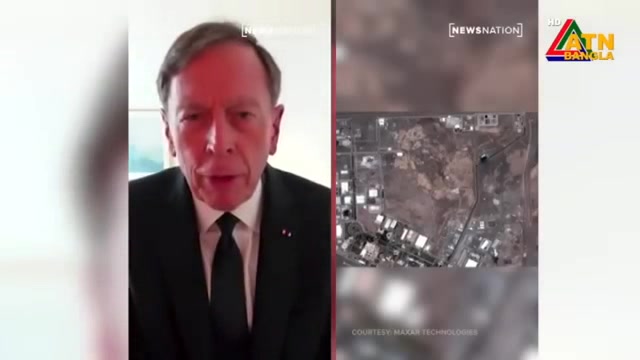 [NEWSNATION]
[NEWSNATION]
HD
ATN
BANGLA
COURTESY: MAXAR TECHNOLOGIES